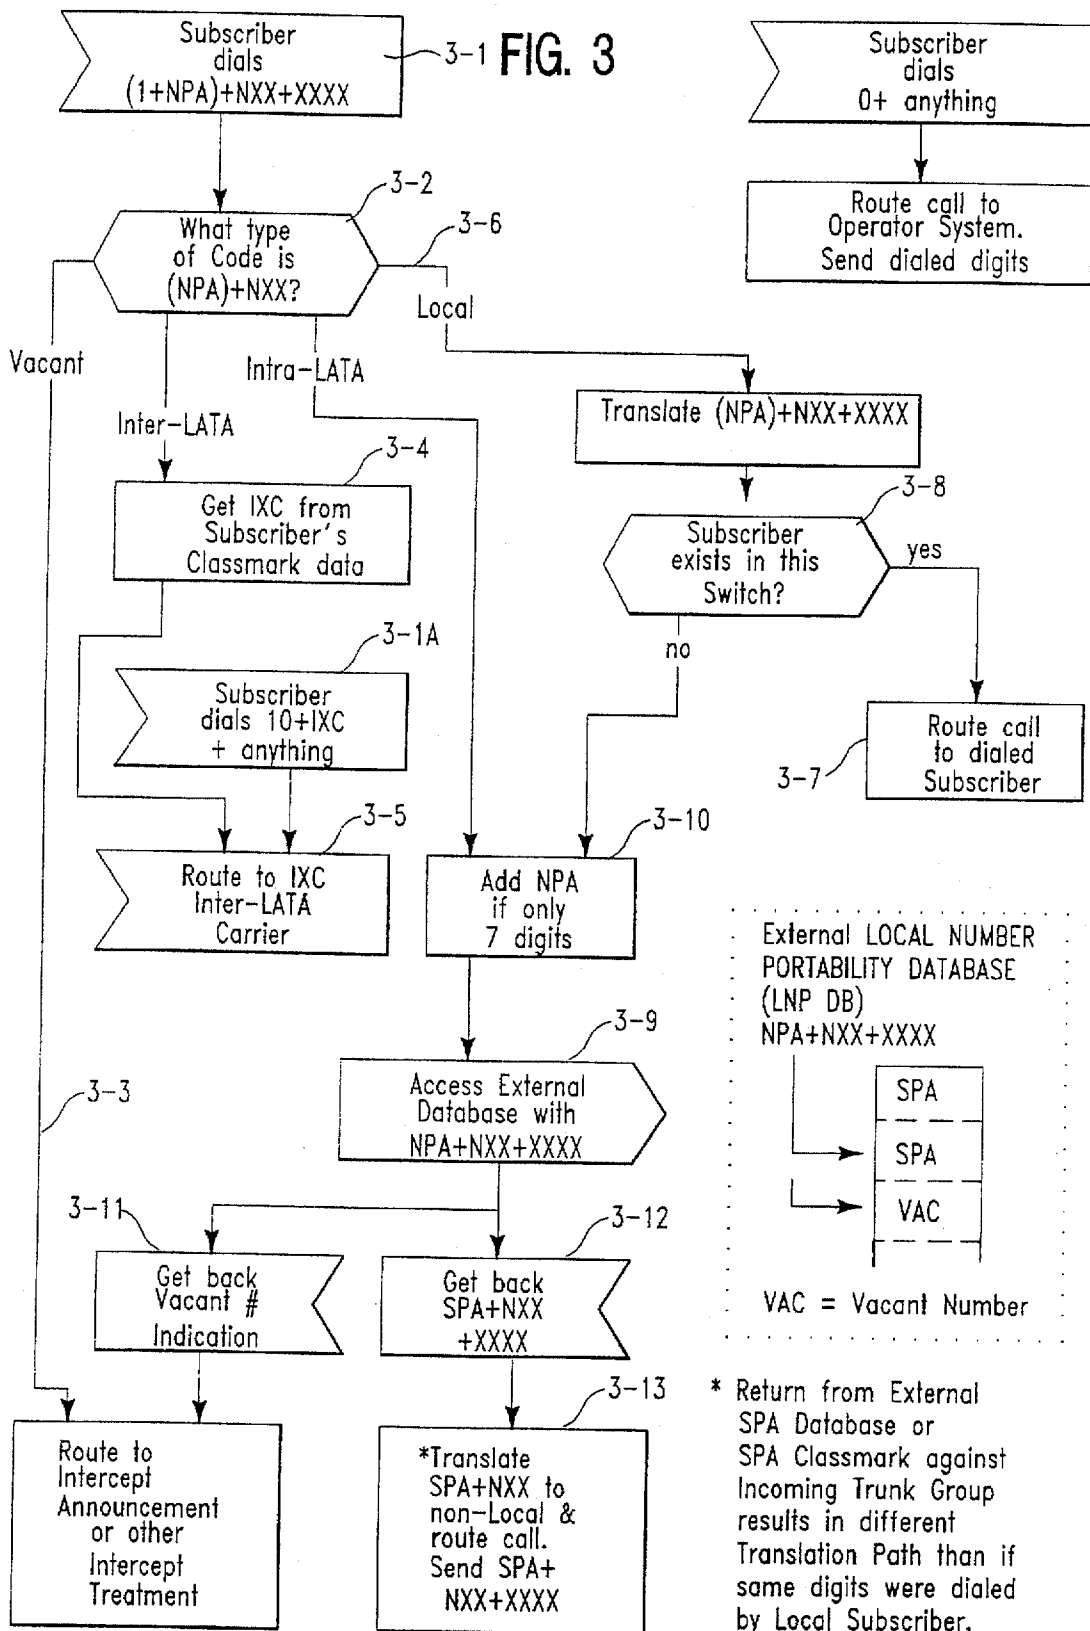 FIG. 3
Subscriber
dials
(1+NPA)+NXX+XXXX
3-1
Subscriber
dials
0+ anything
Route call to
Operator System.
Send dialed digits
3-2
What type
of Code is
(NPA)+NXX?
3-6
Local
Vacant
Inter-LATA
Intra-LATA
Translate (NPA)+NXX+XXXX
3-4
Get IXC from
Subscriber's
Classmark data
3-8
Subscriber
exists in this
Switch?
yes
no
3-1A
Subscriber
dials 10+IXC
+ anything
Route call
to dialed
Subscriber
3-7
3-5
Route to IXC
Inter-LATA
Carrier
3-10
Add NPA
if only
7 digits
External LOCAL NUMBER
PORTABILITY DATABASE
(LNP DB)
NPA+NXX+XXXX
SPA
SPA
VAC
VAC = Vacant Number
3-9
Access External
Database with
NPA+NXX+XXXX
3-3
3-11
Get back
Vacant #
Indication
3-12
Get back
SPA+NXX
+XXXX
Route to
Intercept
Announcement
or other
Intercept
Treatment
3-13
*Translate
SPA+NXX to
non-Local &
route call.
Send SPA+
NXX+XXXX
* Return from External
SPA Database or
SPA Classmark against
Incoming Trunk Group
results in different
Translation Path than if
same digits were dialed
by Local Subscriber.